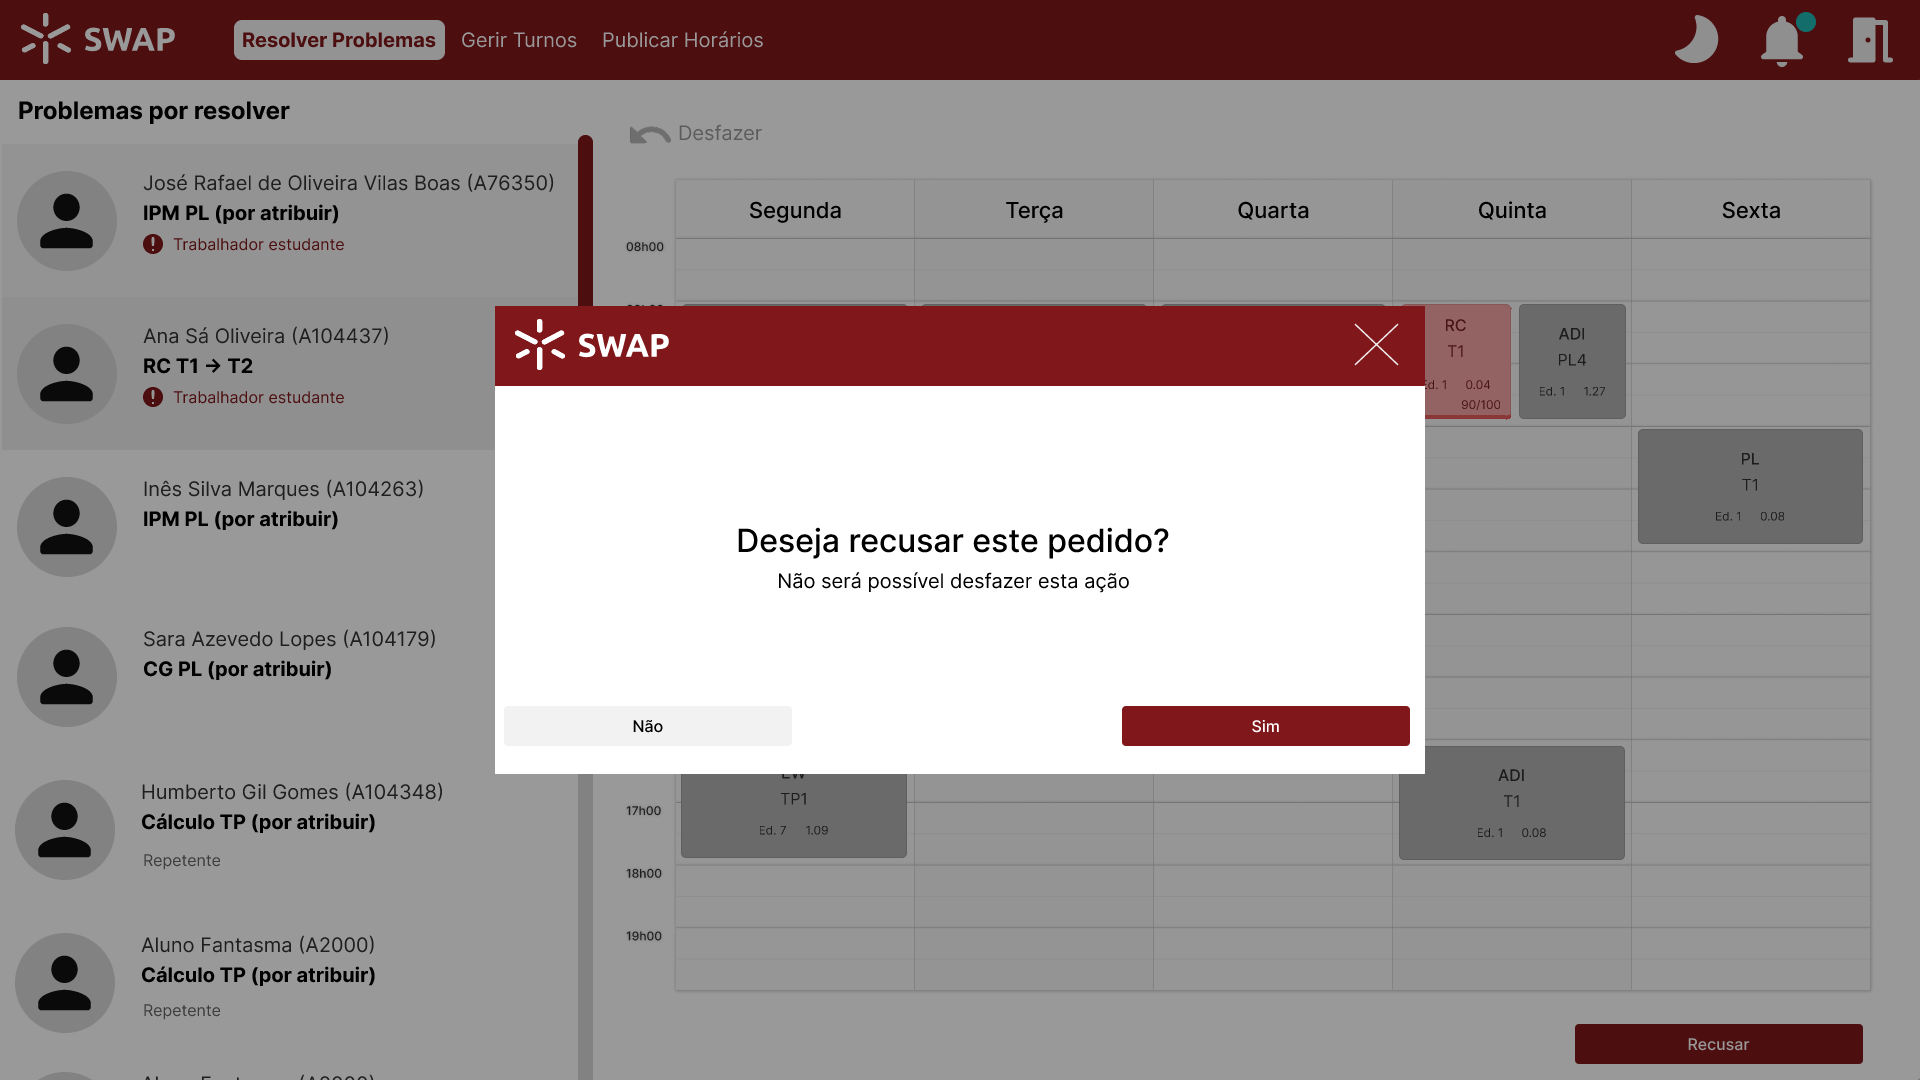 SWAP
Resolver Problemas
Gerir Turnos
Publicar Horários
Problemas por resolver
José Rafael de Oliveira Vilas Boas (A76350)
IPM PL (por atribuir)
Trabalhador estudante
Ana Sá Oliveira (A104437)
RC T1 → T2
Trabalhador estudante
Inês Silva Marques (A104263)
IPM PL (por atribuir)
Sara Azevedo Lopes (A104179)
CG PL (por atribuir)
Humberto Gil Gomes (A104348)
Cálculo TP (por atribuir)
Repetente
Aluno Fantasma (A2000)
Cálculo TP (por atribuir)
Repetente
Desfazer
Segunda
Terça
Quarta
Quinta
Sexta
08h00
RC
T1
Ed. 1 0.04
90/100
ADI
PL4
Ed. 1 1.27
PL
T1
Ed. 1 0.08
SWAP
Deseja recusar este pedido?
Não será possível desfazer esta ação
Não
Sim
TP1
Ed. 7 1.09
ADI
T1
Ed. 1 0.08
17h00
18h00
19h00
Recusar